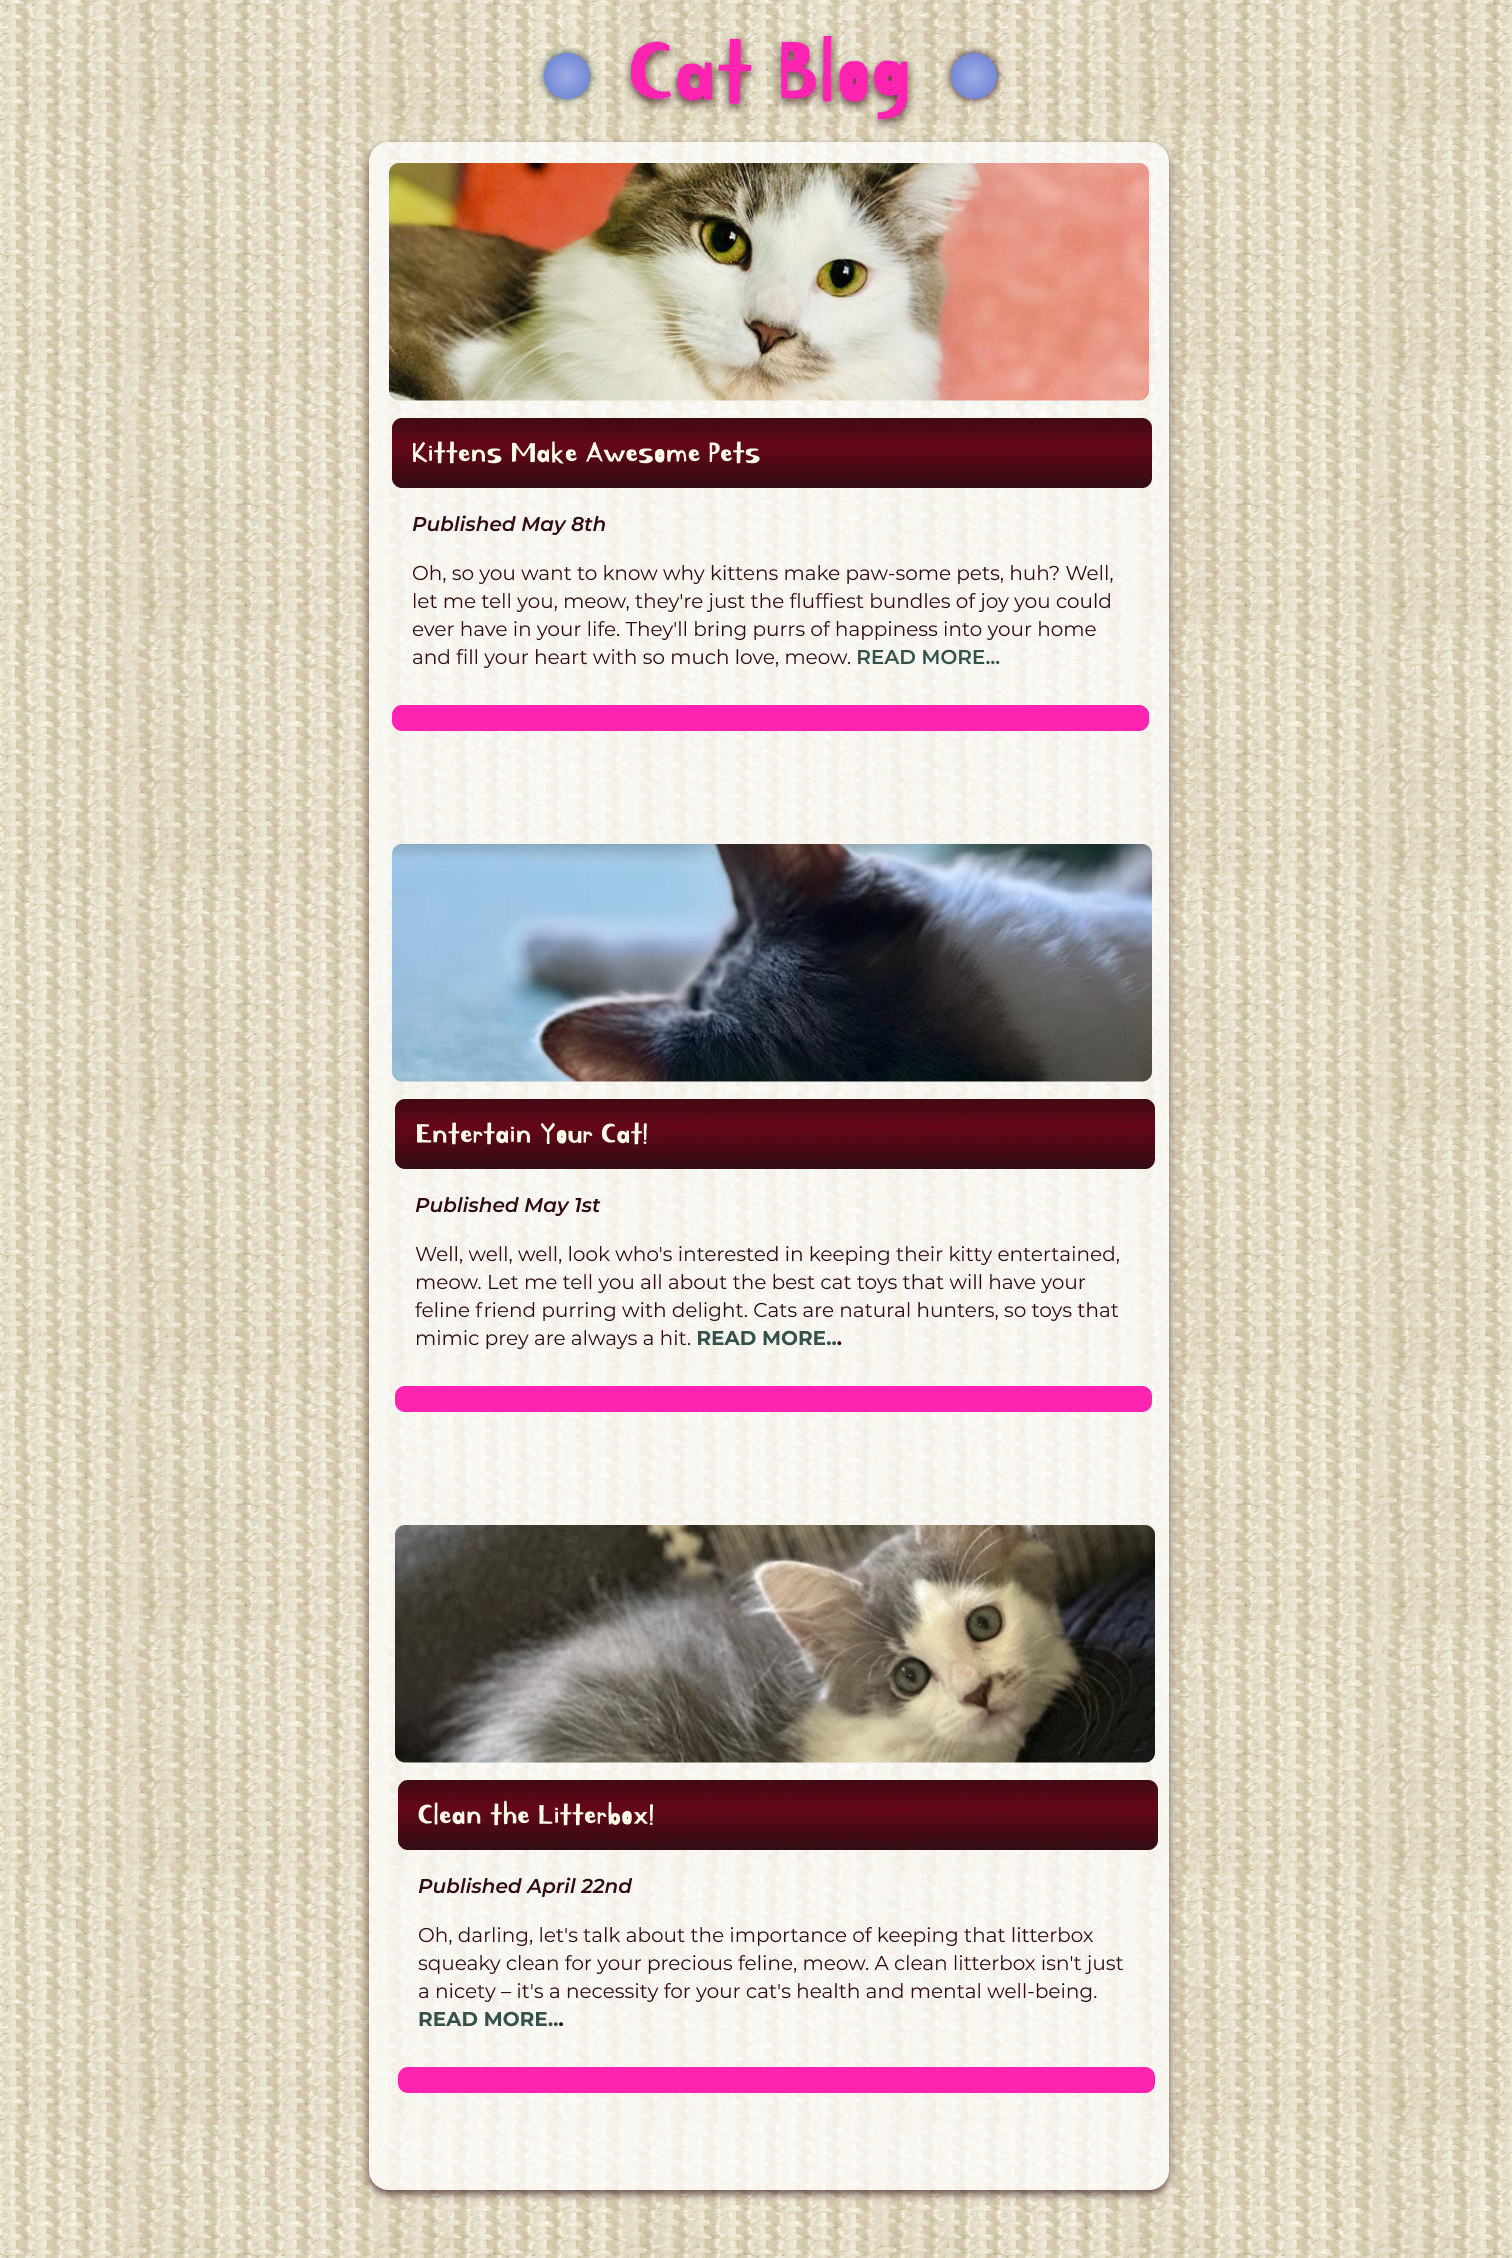 Cat Blog
Kittens Make Awesome Pets
Published May 8th
Oh, so you want to know why kittens make paw-some pets, huh? Well,
let me tell you, meow, they're just the fluffiest bundles of joy you could
ever have in your life. They'll bring purrs of happiness into your home
and fill your heart with so much love, meow. READ MORE...
Entertain Your Cat!
Published May 1st
Well, well, well, look who's interested in keeping their kitty entertained,
meow. Let me tell you all about the best cat toys that will have your
feline friend purring with delight. Cats are natural hunters, so toys that
mimic prey are always a hit. READ MORE...
Clean the Litterbox!
Published April 22nd
Oh, darling, let's talk about the importance of keeping that litterbox
squeaky clean for your precious feline, meow. A clean litterbox isn't just
a nicety – it's a necessity for your cat's health and mental well-being.
READ MORE...